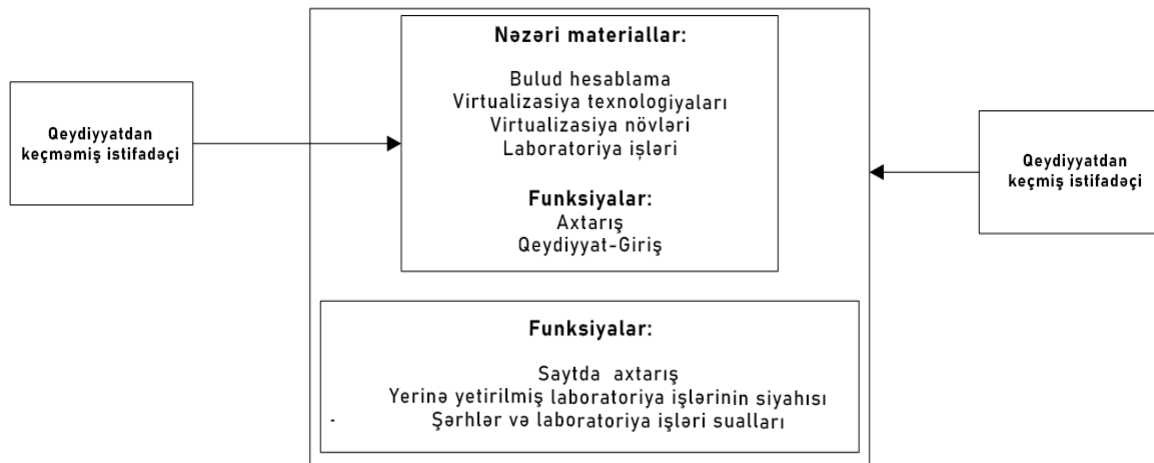 Nəzəri materiallar:
Bulud hesablama
Virtualizasiya texnologiyaları
Virtualizasiya növləri
Laboratoriya işləri
Funksiyalar:
Axtarış
Qeydiyyat-Giriş
Qeydiyyatdan
keçməmiş istifadəçi
Qeydiyyatdan
keçmiş istifadəçi
Funksiyalar:
Saytda axtarış
Yerinə yetirilmiş laboratoriya işlərinin siyahısı
- Şərhlər və laboratoriya işləri sualları